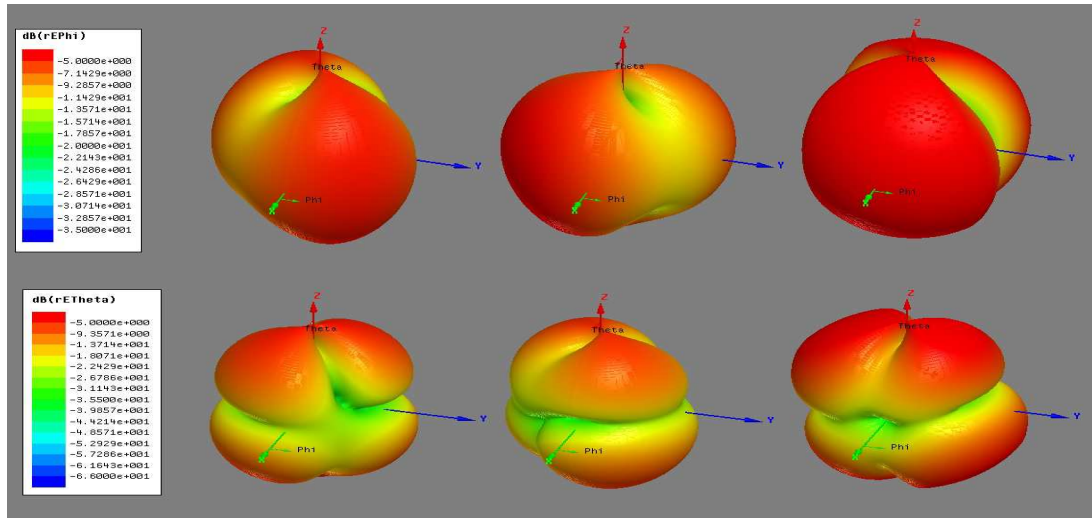 dB(rEPhi)
-5.0000e+000
-7.1429e+000
-9.2857e+000
-1.1429e+001
-1.3571e+001
-1.5714e+001
-1.7857e+001
-2.0000e+001
-2.2143e+001
-2.4286e+001
-2.6429e+001
-2.8571e+001
-3.0714e+001
-3.2857e+001
-3.5000e+001
Z
Theta
Y
Phi
X
Z
Theta
Y
Phi
X
Z
Theta
Y
Phi
X
dB(rETheta)
-5.0000e+000
-9.3571e+000
-1.3714e+001
-1.8071e+001
-2.2429e+001
-2.6786e+001
-3.1143e+001
-3.5500e+001
-3.9857e+001
-4.4214e+001
-4.8571e+001
-5.2929e+001
-5.7286e+001
-6.1643e+001
-6.6000e+001
Z
Theta
Y
Phi
X
Z
Theta
Y
Phi
X
Z
Theta
Y
Phi
X